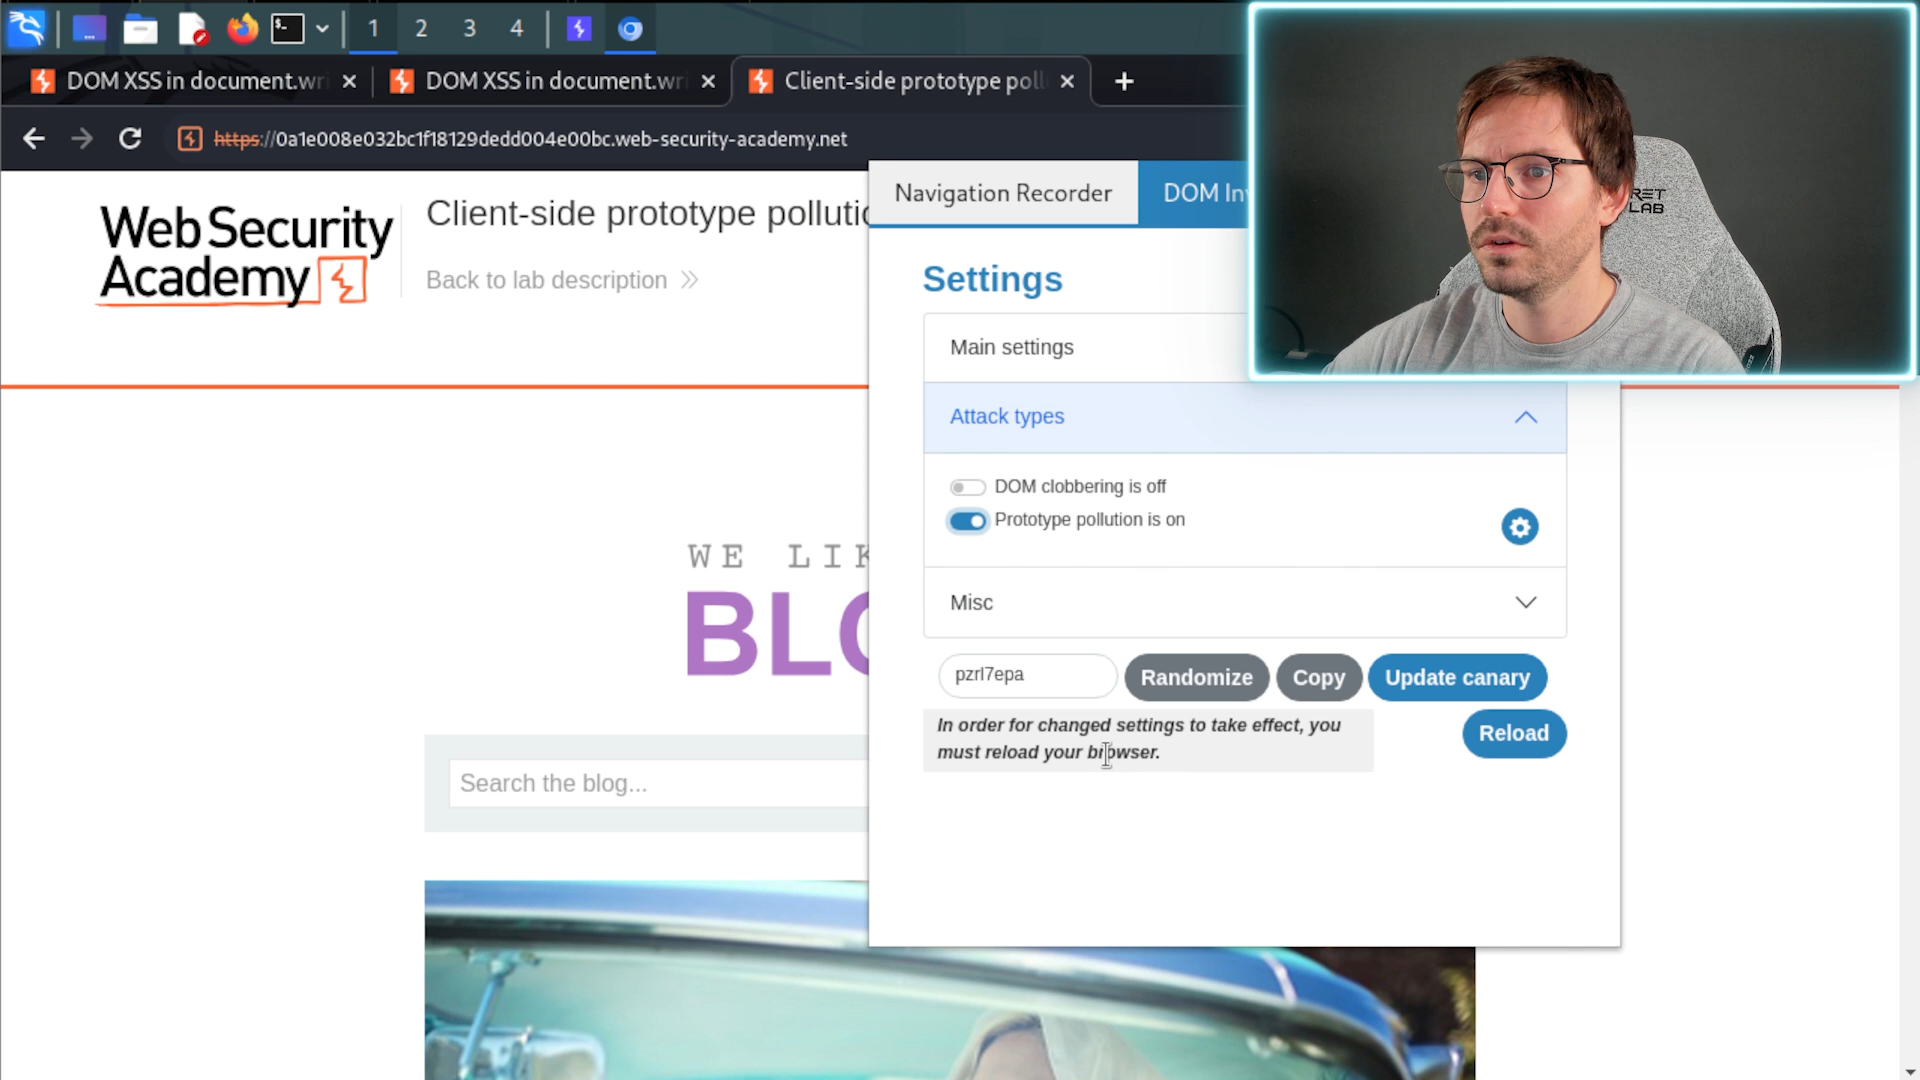 1 2 3 4
DOM XSS in document.wri
DOM XSS in document.wri
Client-side prototype poll
https://0a1e008e032bc1f18129dedd004e00bc.web-security-academy.net
Navigation Recorder
DOM Inv
RET
LAB
Web Security
Academy
Client-side prototype pollutio
Back to lab description
Settings
Main settings
Attack types
DOM clobbering is off
Prototype pollution is on
Misc
WE LIK
BLO
pzrl7epa
Randomize
Copy
Update canary
In order for changed settings to take effect, you
must reload your browser.
Reload
Search the blog...